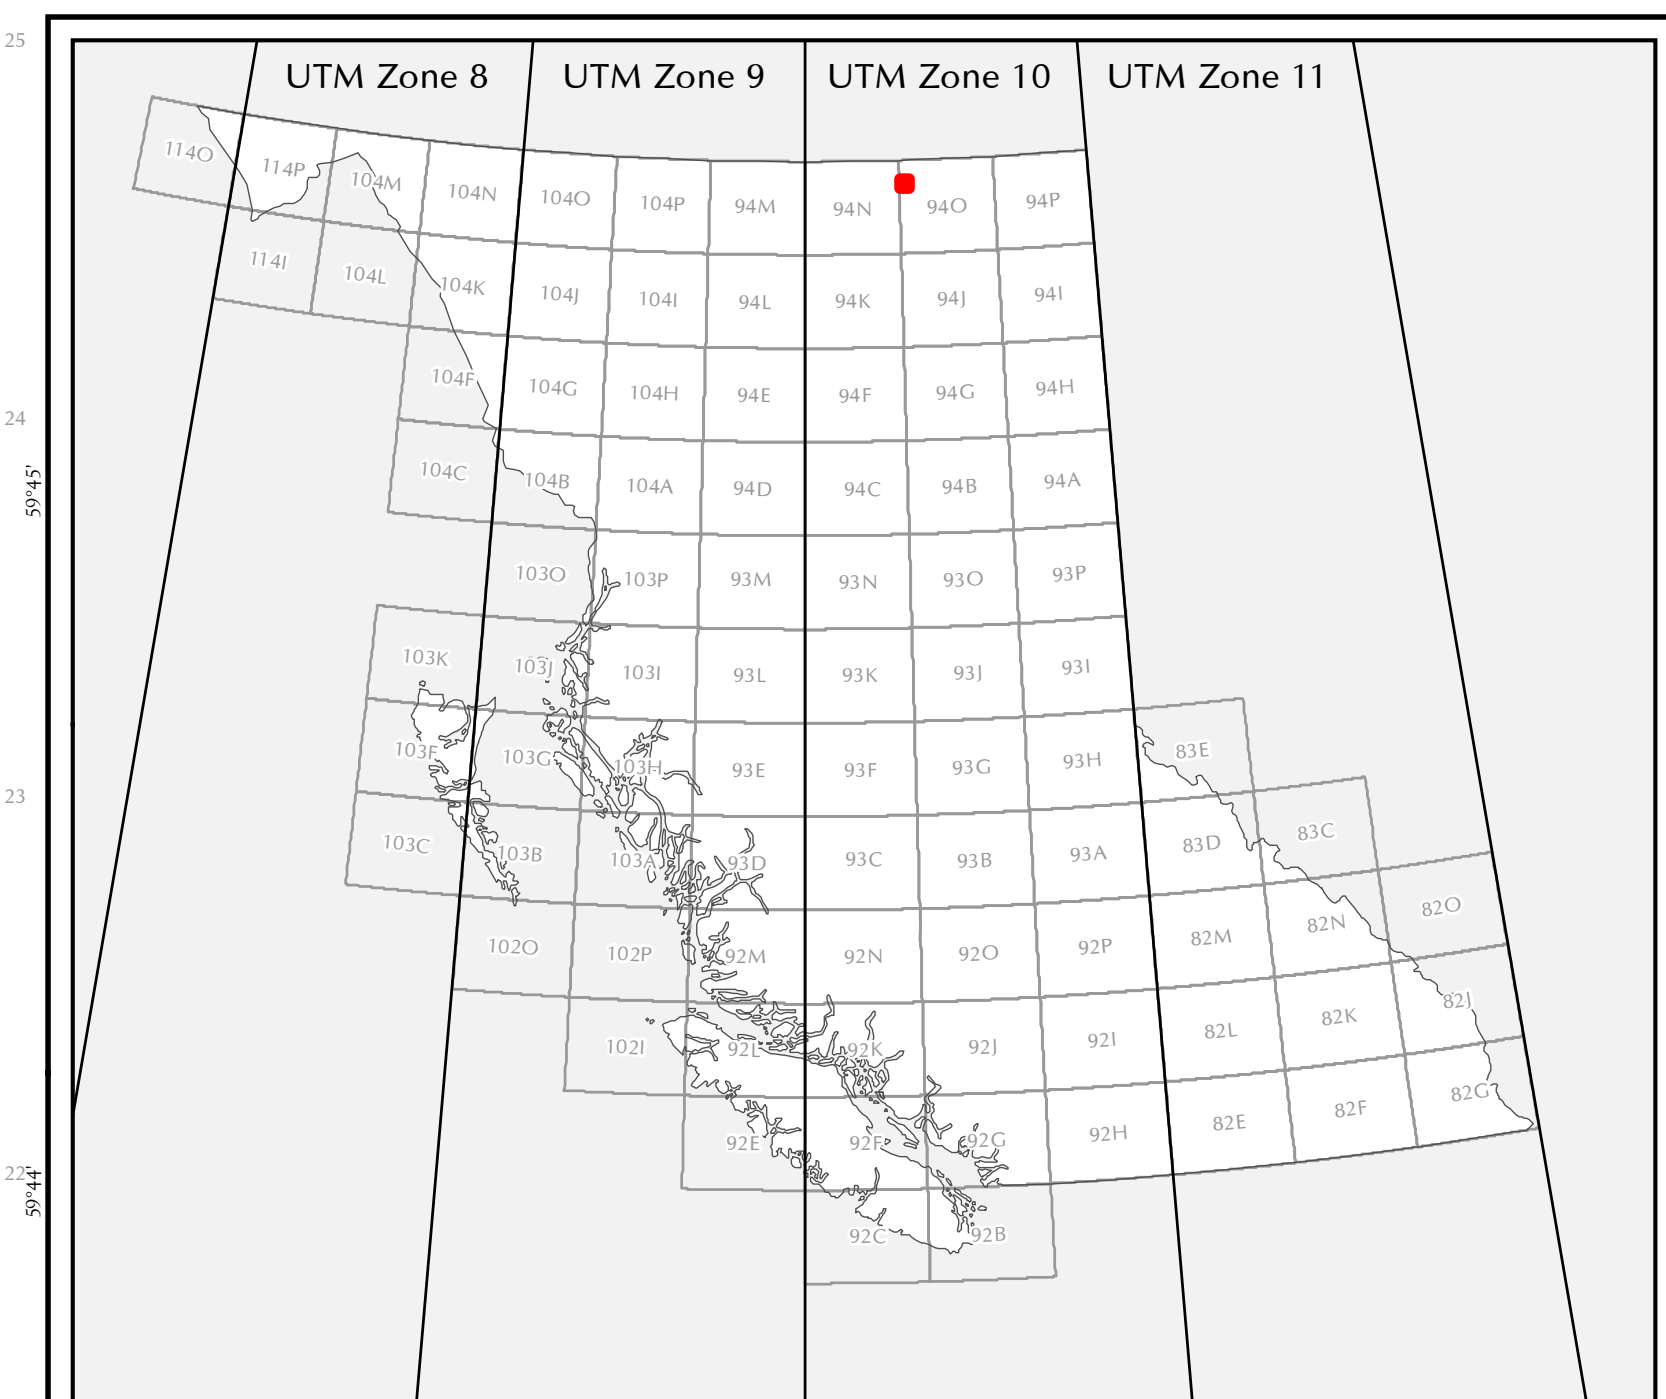 25
UTM Zone 8 UTM Zone 9 UTM Zone 10 UTM Zone 11
114O 114P 104M 104N 104O 104P 94M 94N 94O 94P
114I 104L 104K 104J 104I 94L 94K 94J 94I
104F 104G 104H 94E 94F 94G 94H
24
59°45'
104C 104B 104A 94D 94C 94B 94A
103O 103P 93M 93N 93O 93P
103K 103J 103I 93L 93K 93J 93I
103F 103G 103H 93E 93F 93G 93H 83E
23
103C 103B 103A 93D 93C 93B 93A 83D 83C
102O 102P 92M 92N 92O 92P 82M 82N 82O
102I 92L 92K 92J 92I 82L 82K 82J
92E 92F 92G 92H 82E 82F 82G
22
59°44'
92C 92B